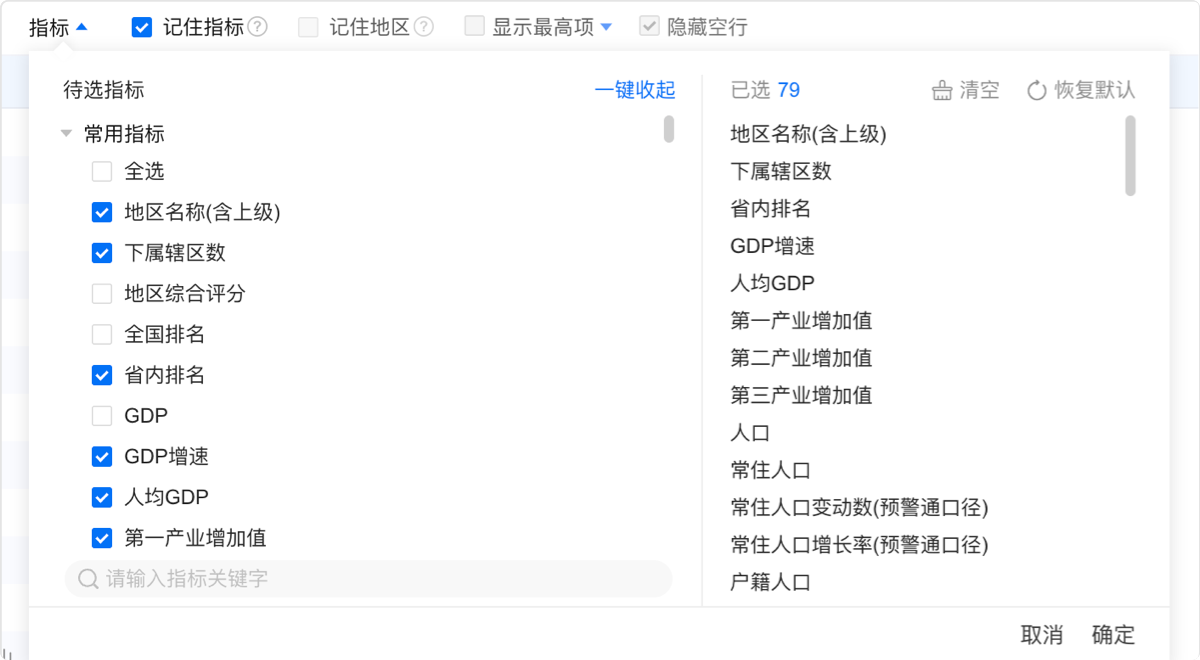 指标 记住指标 ? 记住地区 ? 显示最高项 隐藏空行
待选指标 一键收起
常用指标
全选
地区名称(含上级)
下属辖区数
地区综合评分
全国排名
省内排名
GDP
GDP增速
人均GDP
第一产业增加值
请输入指标关键字
已选 79 清空 恢复默认
地区名称(含上级)
下属辖区数
省内排名
GDP增速
人均GDP
第一产业增加值
第二产业增加值
第三产业增加值
人口
常住人口
常住人口变动数(预警通口径)
常住人口增长率(预警通口径)
户籍人口
取消 确定